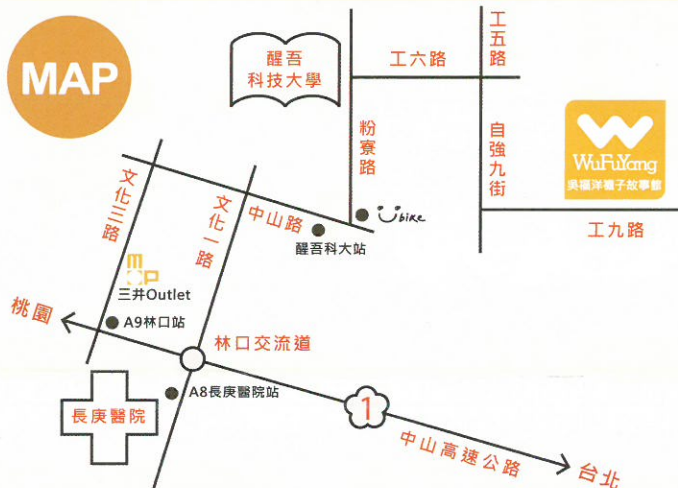 MAP
醒吾
科技大學
工六路
工五路
粉寮路
自強九街
WuFuYang
吳福洋襪子故事館
工九路
文化三路
文化一路
中山路
Ubike
醒吾科大站
mop
三井Outlet
桃園
A9林口站
林口交流道
A8長庚醫院站
長庚醫院
1
中山高速公路
台北